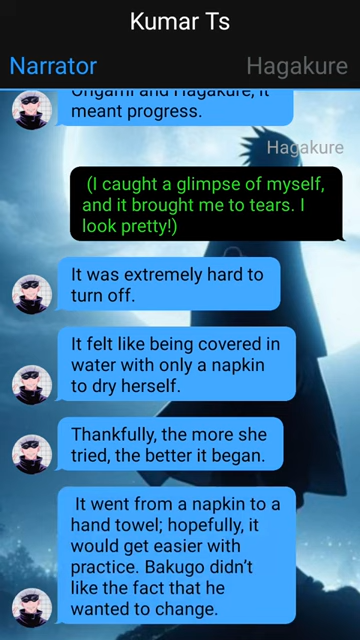 Kumar Ts
Narrator
Hagakure
Origami and Hagakure, it
meant progress.
Hagakure
(I caught a glimpse of myself,
and it brought me to tears. I
look pretty!)
It was extremely hard to
turn off.
It felt like being covered in
water with only a napkin
to dry herself.
Thankfully, the more she
tried, the better it began.
It went from a napkin to a
hand towel; hopefully, it
would get easier with
practice. Bakugo didn't
like the fact that he
wanted to change.